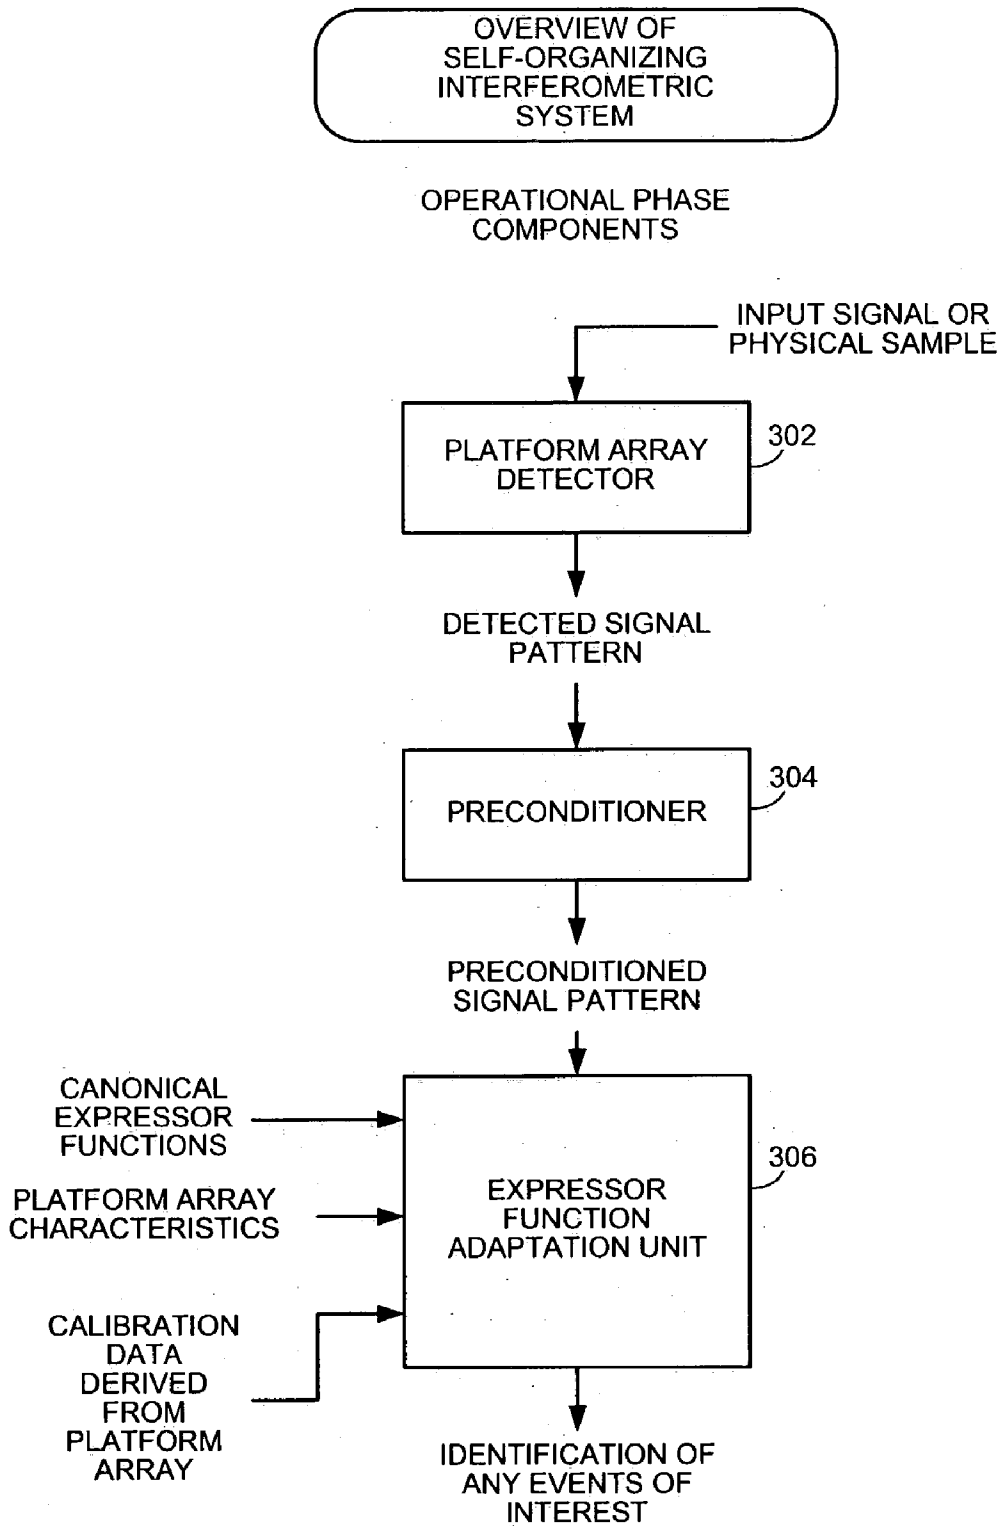 OVERVIEW OF
SELF-ORGANIZING
INTERFEROMETRIC
SYSTEM
OPERATIONAL PHASE
COMPONENTS
INPUT SIGNAL OR
PHYSICAL SAMPLE
PLATFORM ARRAY
DETECTOR
302
DETECTED SIGNAL
PATTERN
PRECONDITIONER
304
PRECONDITIONED
SIGNAL PATTERN
CANONICAL
EXPRESSOR
FUNCTIONS
PLATFORM ARRAY
CHARACTERISTICS
CALIBRATION
DATA
DERIVED
FROM
PLATFORM
ARRAY
EXPRESSOR
FUNCTION
ADAPTATION UNIT
306
IDENTIFICATION OF
ANY EVENTS OF
INTEREST